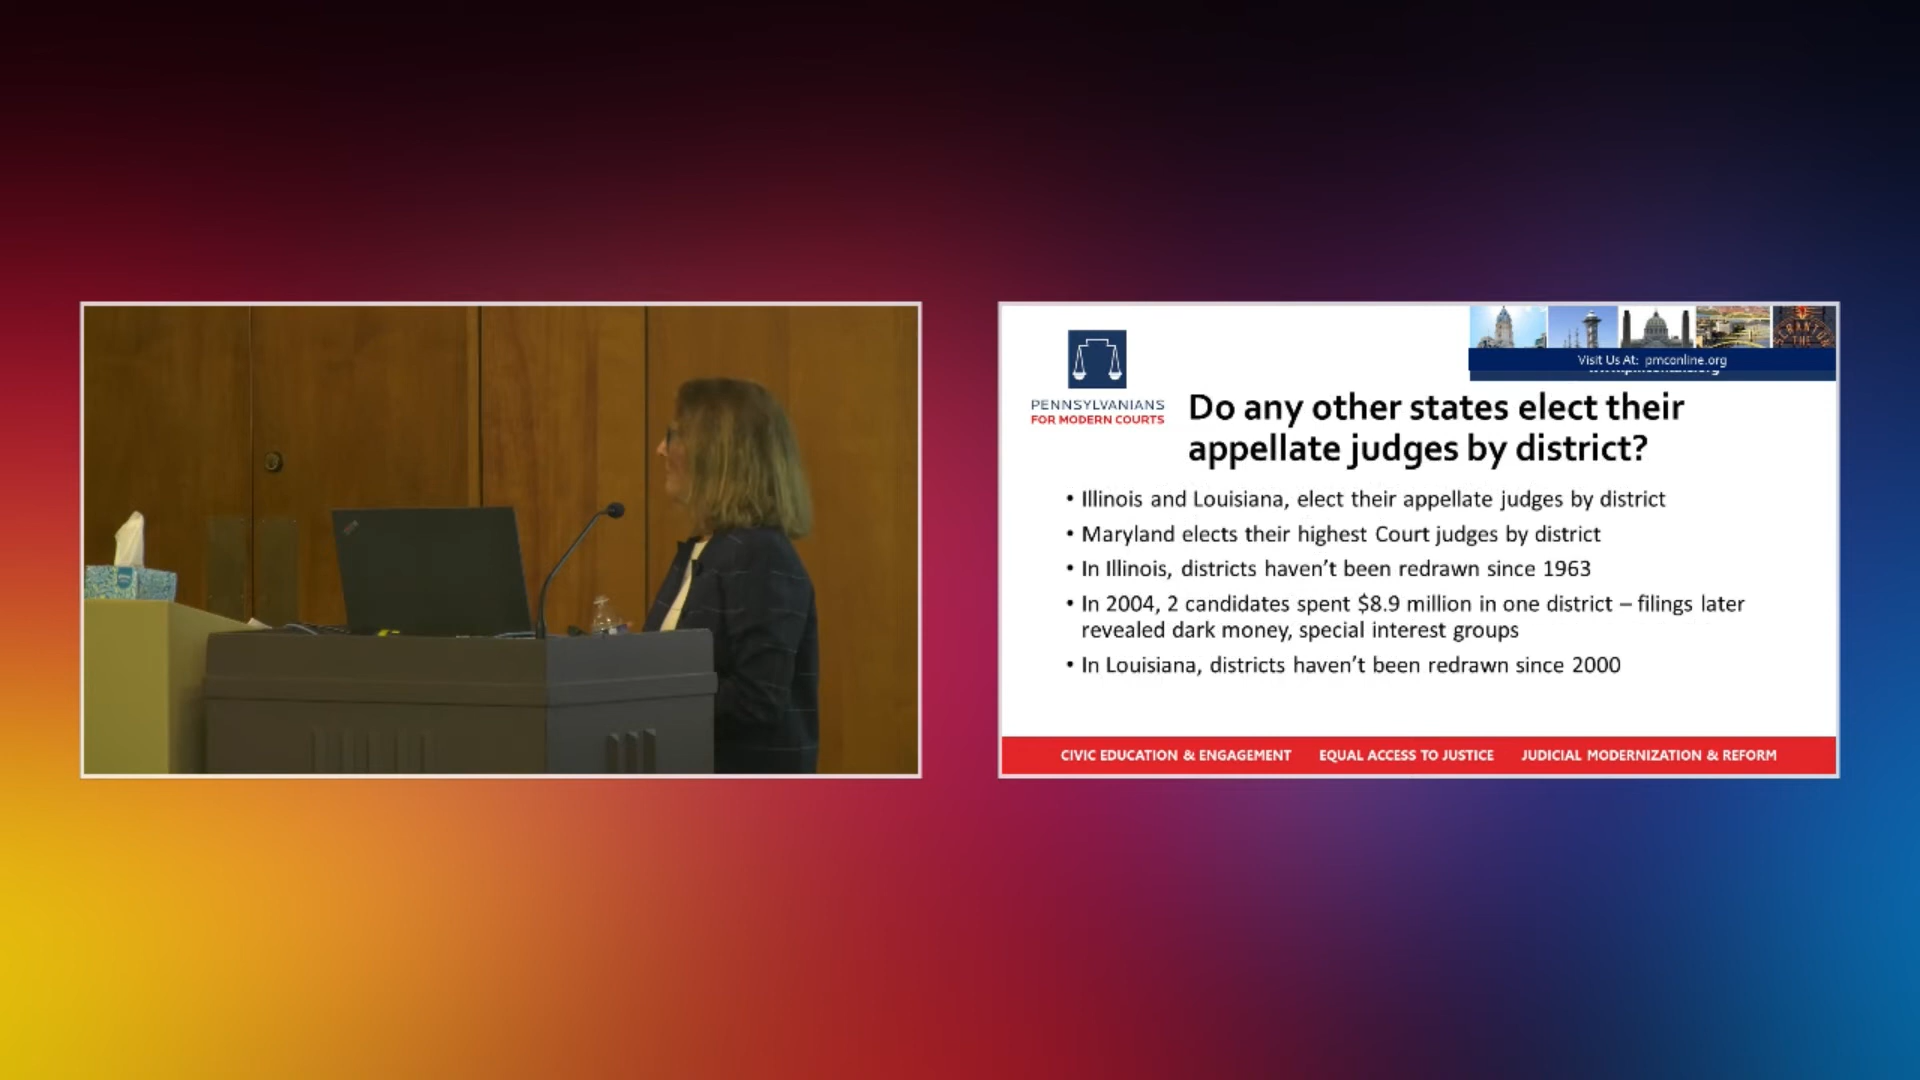 Visit Us At: pmconline.org
PENNSYLVANIANS
FOR MODERN COURTS
Do any other states elect their
appellate judges by district?
• Illinois and Louisiana, elect their appellate judges by district
• Maryland elects their highest Court judges by district
• In Illinois, districts haven't been redrawn since 1963
• In 2004, 2 candidates spent $8.9 million in one district – filings later
revealed dark money, special interest groups
• In Louisiana, districts haven't been redrawn since 2000
CIVIC EDUCATION & ENGAGEMENT EQUAL ACCESS TO JUSTICE JUDICIAL MODERNIZATION & REFORM